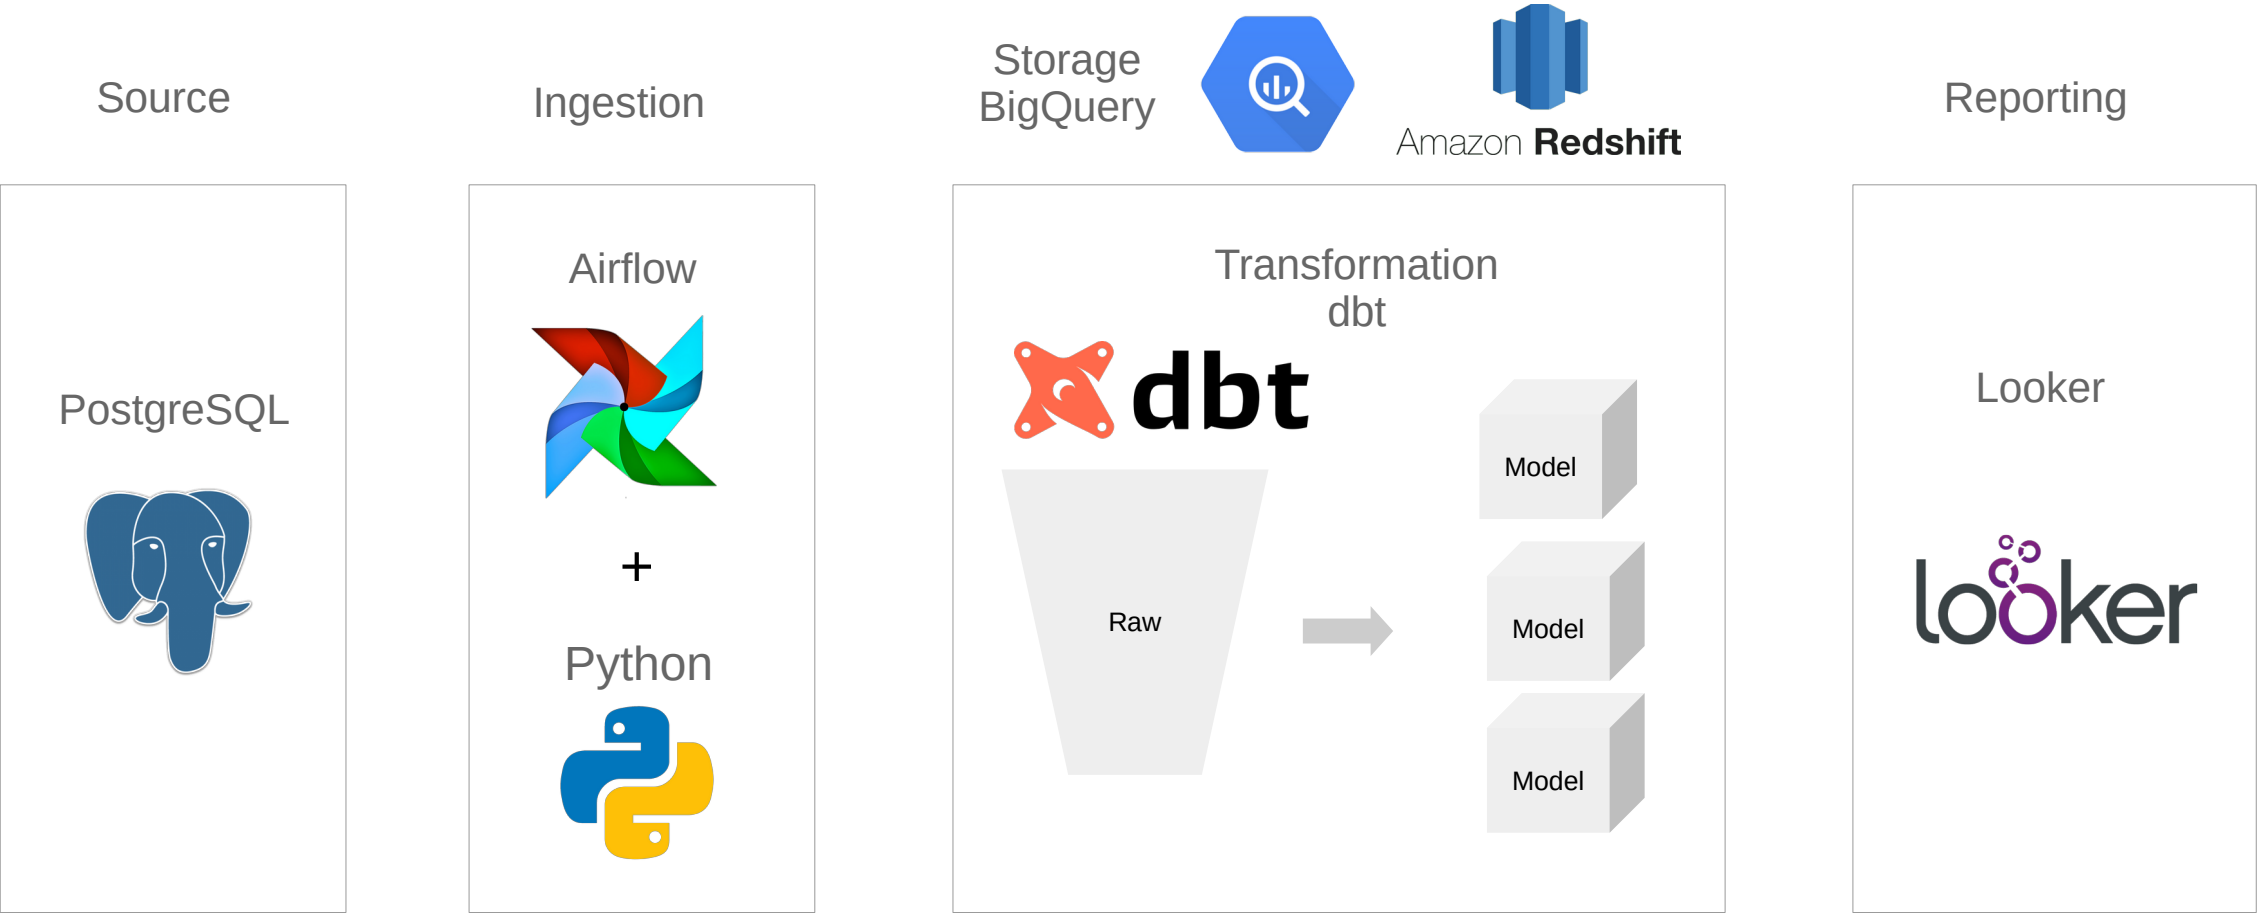 Source
PostgreSQL
Ingestion
Airflow
+
Python
Storage
BigQuery
Amazon Redshift
Transformation
dbt
dbt
Raw
Model
Model
Model
Reporting
Looker
looker